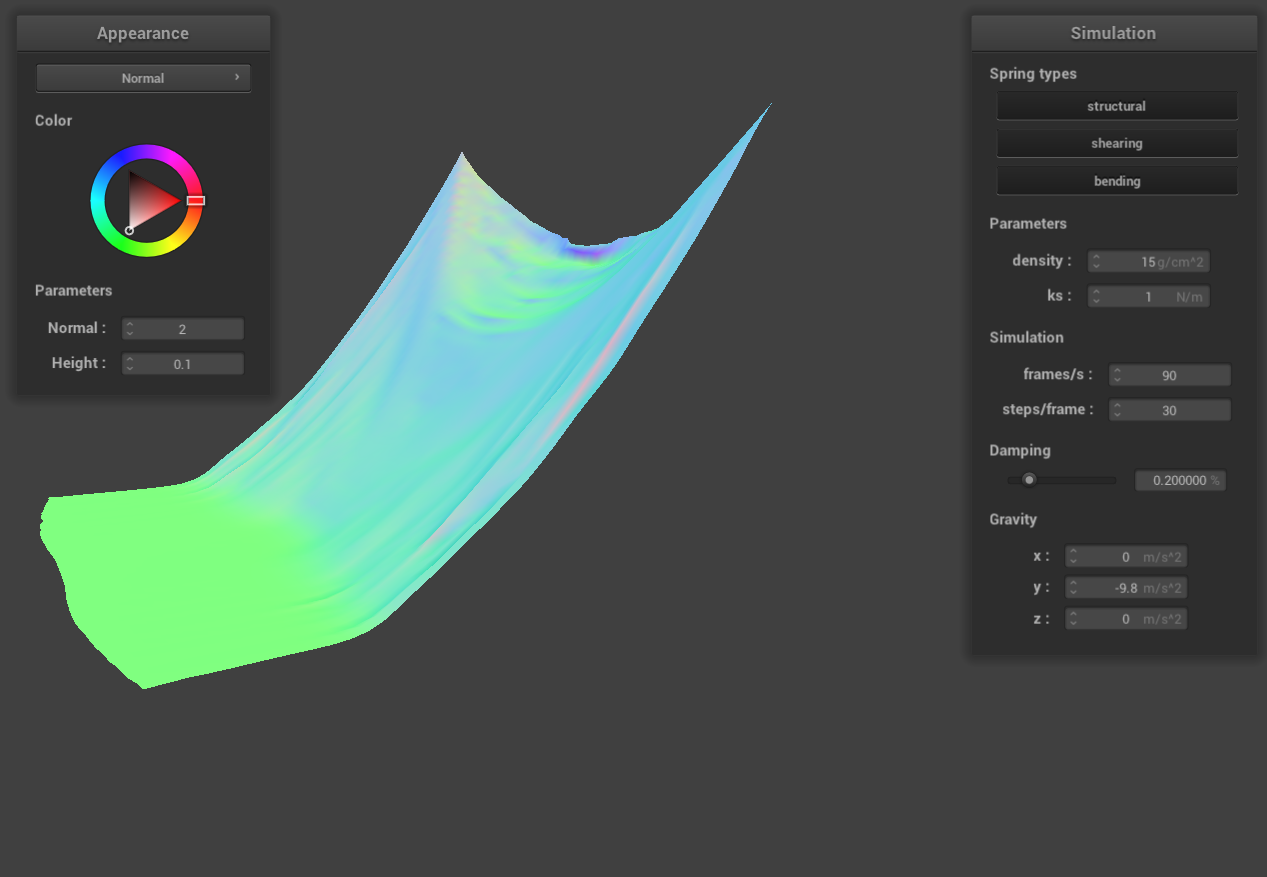 Appearance
Normal
Color
Parameters
Normal : 2
Height : 0.1
Simulation
Spring types
structural
shearing
bending
Parameters
density : 15 g/cm^2
ks : 1 N/m
Simulation
frames/s : 90
steps/frame : 30
Damping
0.200000 %
Gravity
x : 0 m/s^2
y : -9.8 m/s^2
z : 0 m/s^2